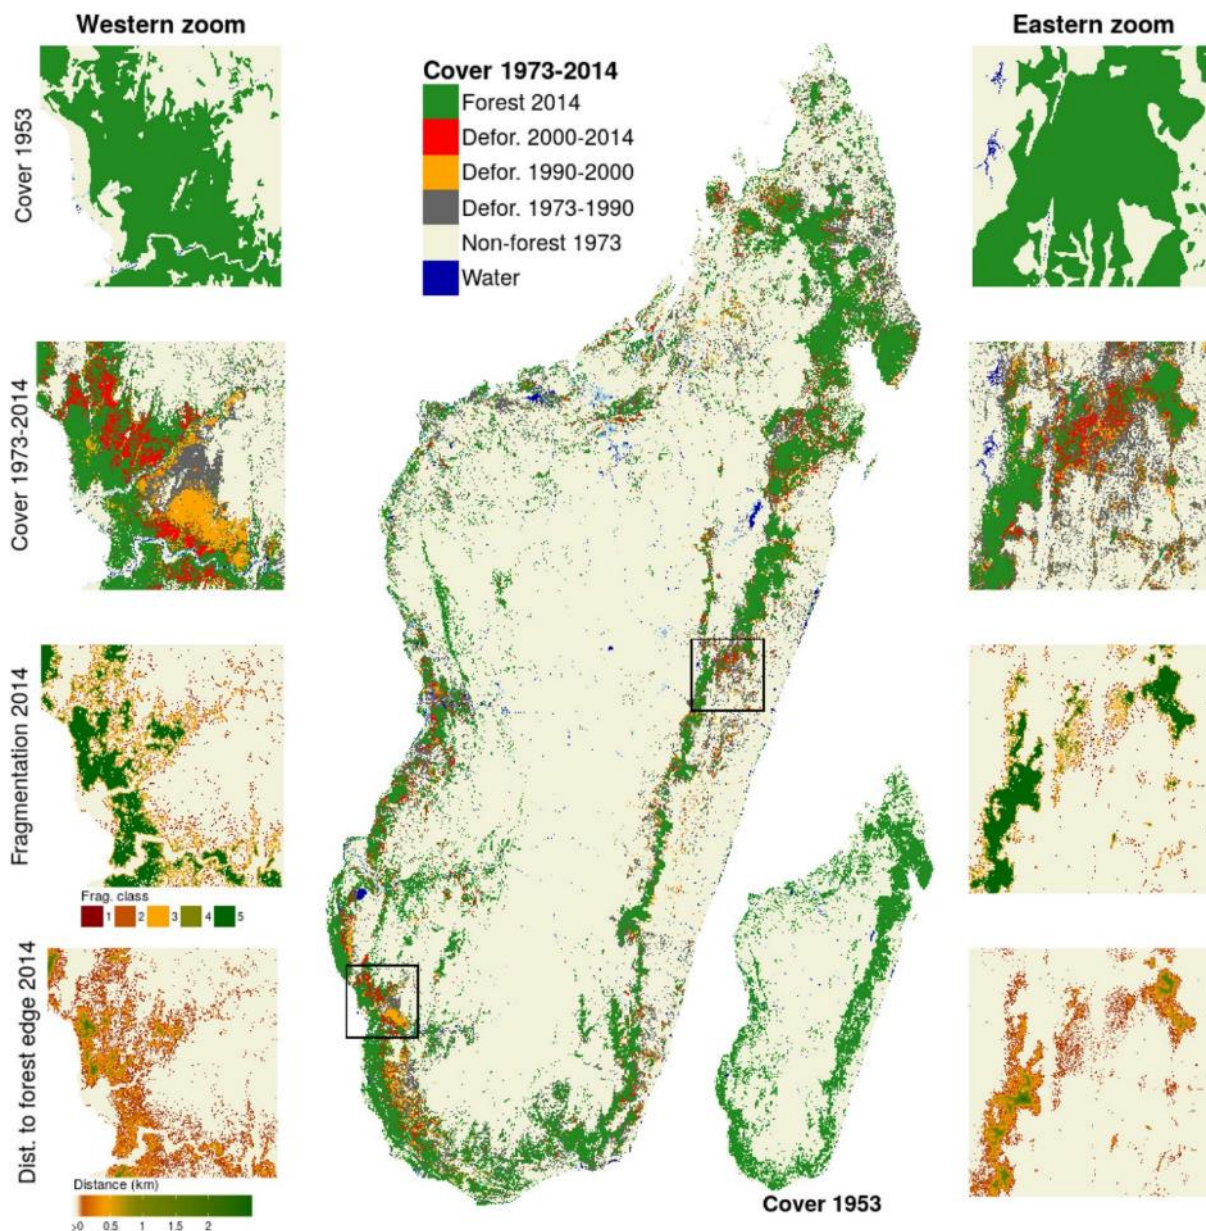 Western zoom
Eastern zoom
Cover 1953
Cover 1973-2014
Fragmentation 2014
Dist. to forest edge 2014
Cover 1973-2014
Forest 2014
Defor. 2000-2014
Defor. 1990-2000
Defor. 1973-1990
Non-forest 1973
Water
Frag. class
1 2 3 4 5
Distance (km)
>0 0.5 1 1.5 2
Cover 1953